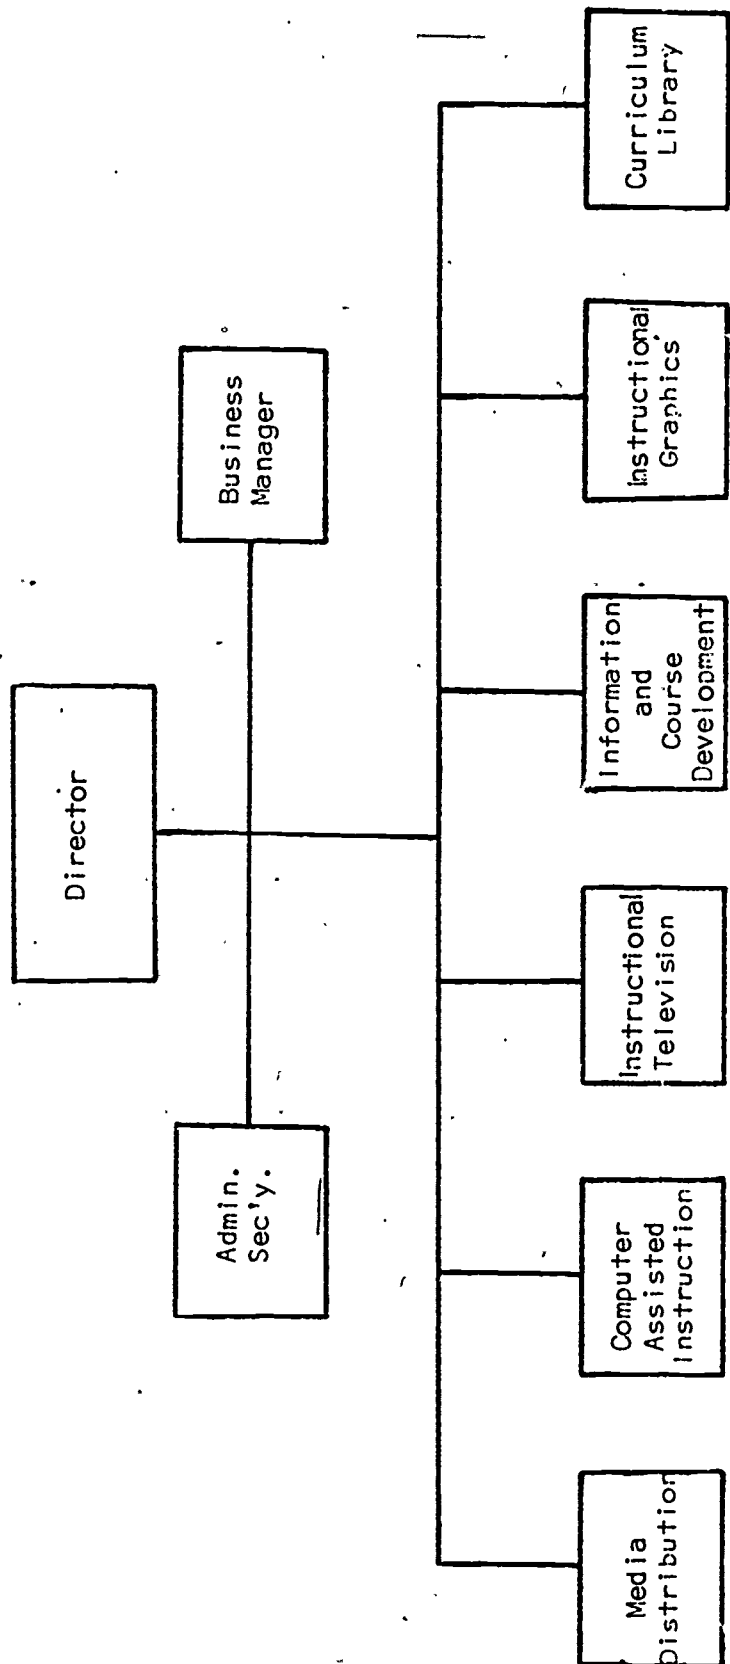 Director
Admin.
Sec'y.
Business
Manager
Media
Distribution
Computer
Assisted
Instruction
Instructional
Television
Information
and
Course
Development
Instructional
Graphics
Curriculum
Library